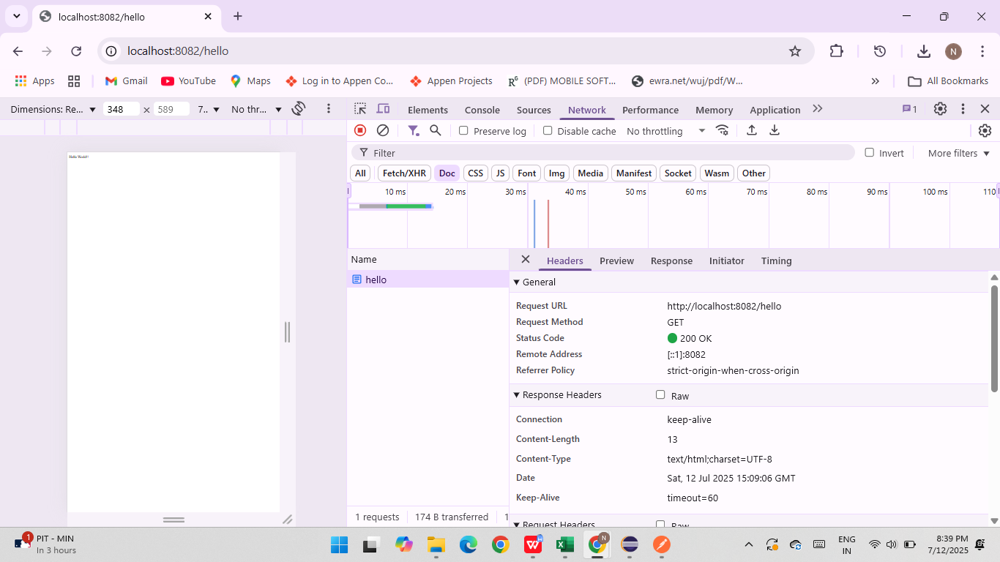 localhost:8082/hello
localhost:8082/hello
N
Apps
Gmail
YouTube
Maps
Log in to Appen Co...
Appen Projects
(PDF) MOBILE SOFT...
ewra.net/wuj/pdf/W...
All Bookmarks
Dimensions: Re...
348
×
589
7..
No thr...
Elements
Console
Sources
Network
Performance
Memory
Application
1
Preserve log
Disable cache
No throttling
Filter
Invert
More filters
All
Fetch/XHR
Doc
CSS
JS
Font
Img
Media
Manifest
Socket
Wasm
Other
10 ms
20 ms
30 ms
40 ms
50 ms
60 ms
70 ms
80 ms
90 ms
100 ms
110
Name
hello
Headers
Preview
Response
Initiator
Timing
General
Request URL
http://localhost:8082/hello
Request Method
GET
Status Code
200 OK
Remote Address
[::1]:8082
Referrer Policy
strict-origin-when-cross-origin
Response Headers
Raw
Connection
keep-alive
Content-Length
13
Content-Type
text/html;charset=UTF-8
Date
Sat, 12 Jul 2025 15:09:06 GMT
Keep-Alive
timeout=60
Request Headers
Raw
1 requests
174 B transferred
1
1
PIT - MIN
In 3 hours
N
ENG
IN
8:39 PM
7/12/2025